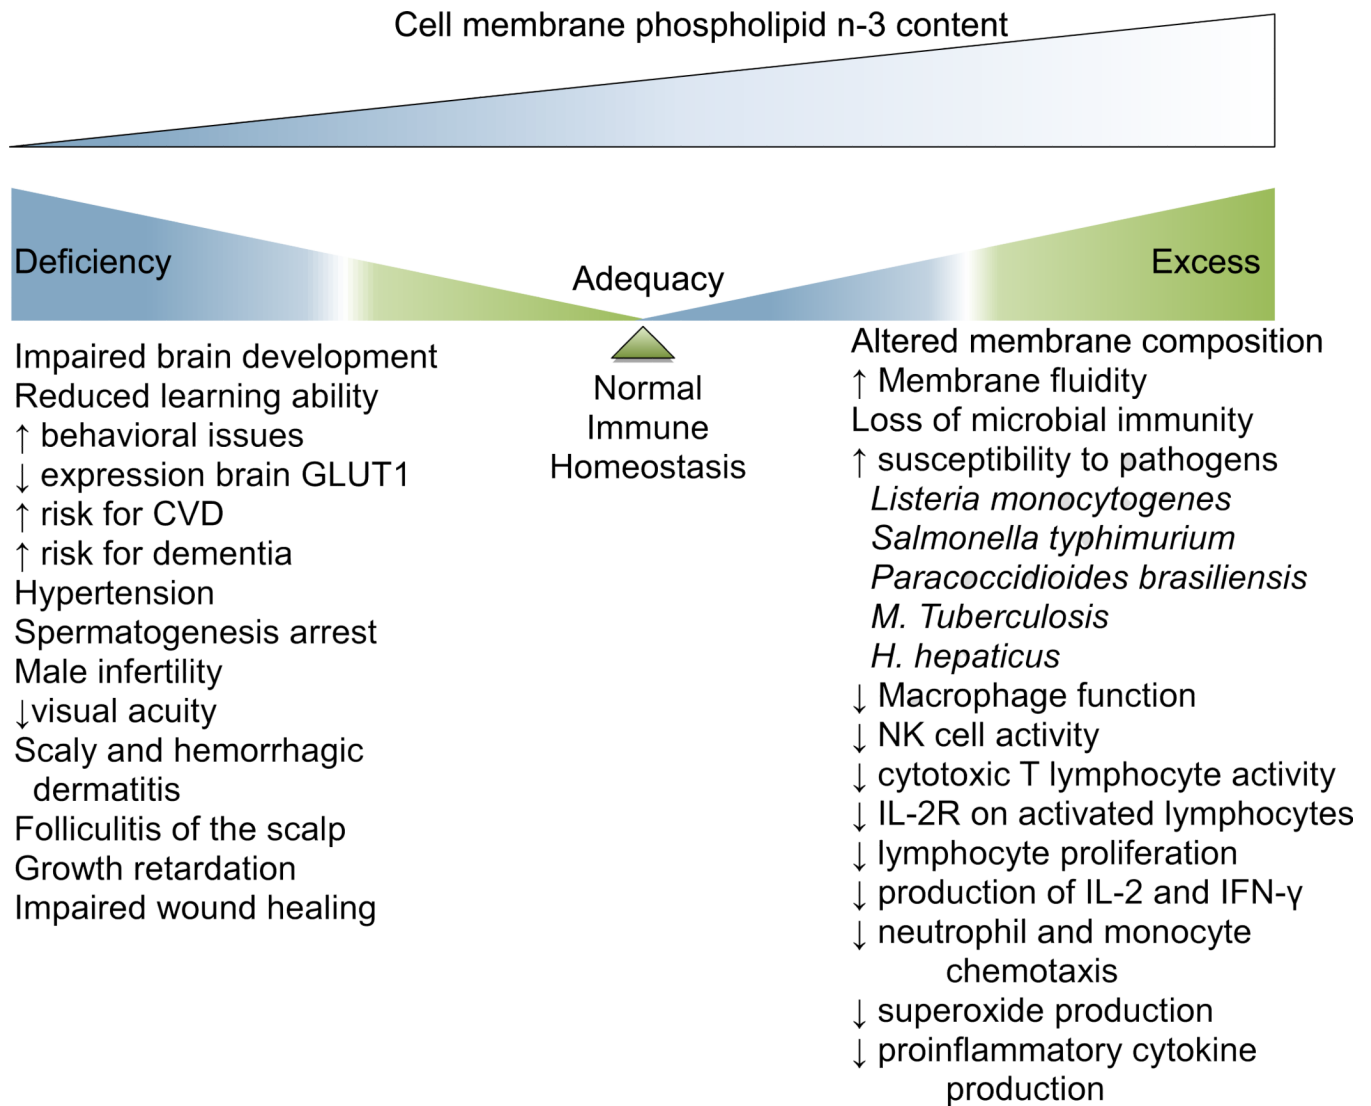 Cell membrane phospholipid n-3 content
Deficiency
Adequacy
Excess
Impaired brain development
Reduced learning ability
↑ behavioral issues
↓ expression brain GLUT1
↑ risk for CVD
↑ risk for dementia
Hypertension
Spermatogenesis arrest
Male infertility
↓visual acuity
Scaly and hemorrhagic
dermatitis
Folliculitis of the scalp
Growth retardation
Impaired wound healing
Normal
Immune
Homeostasis
Altered membrane composition
↑ Membrane fluidity
Loss of microbial immunity
↑ susceptibility to pathogens
Listeria monocytogenes
Salmonella typhimurium
Paracoccidioides brasiliensis
M. Tuberculosis
H. hepaticus
↓ Macrophage function
↓ NK cell activity
↓ cytotoxic T lymphocyte activity
↓ IL-2R on activated lymphocytes
↓ lymphocyte proliferation
↓ production of IL-2 and IFN-γ
↓ neutrophil and monocyte
chemotaxis
↓ superoxide production
↓ proinflammatory cytokine
production